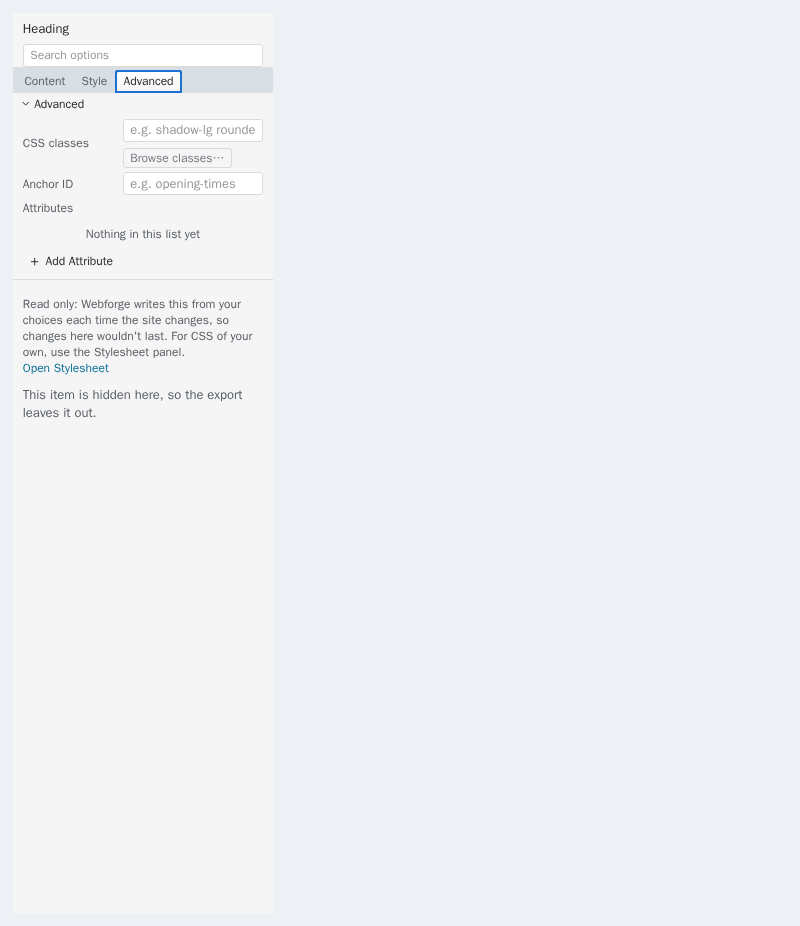 Heading
Search options
Content Style Advanced
Advanced
CSS classes
e.g. shadow-lg rounde
Browse classes···
Anchor ID
e.g. opening-times
Attributes
Nothing in this list yet
+ Add Attribute
Read only: Webforge writes this from your
choices each time the site changes, so
changes here wouldn't last. For CSS of your
own, use the Stylesheet panel.
Open Stylesheet
This item is hidden here, so the export
leaves it out.